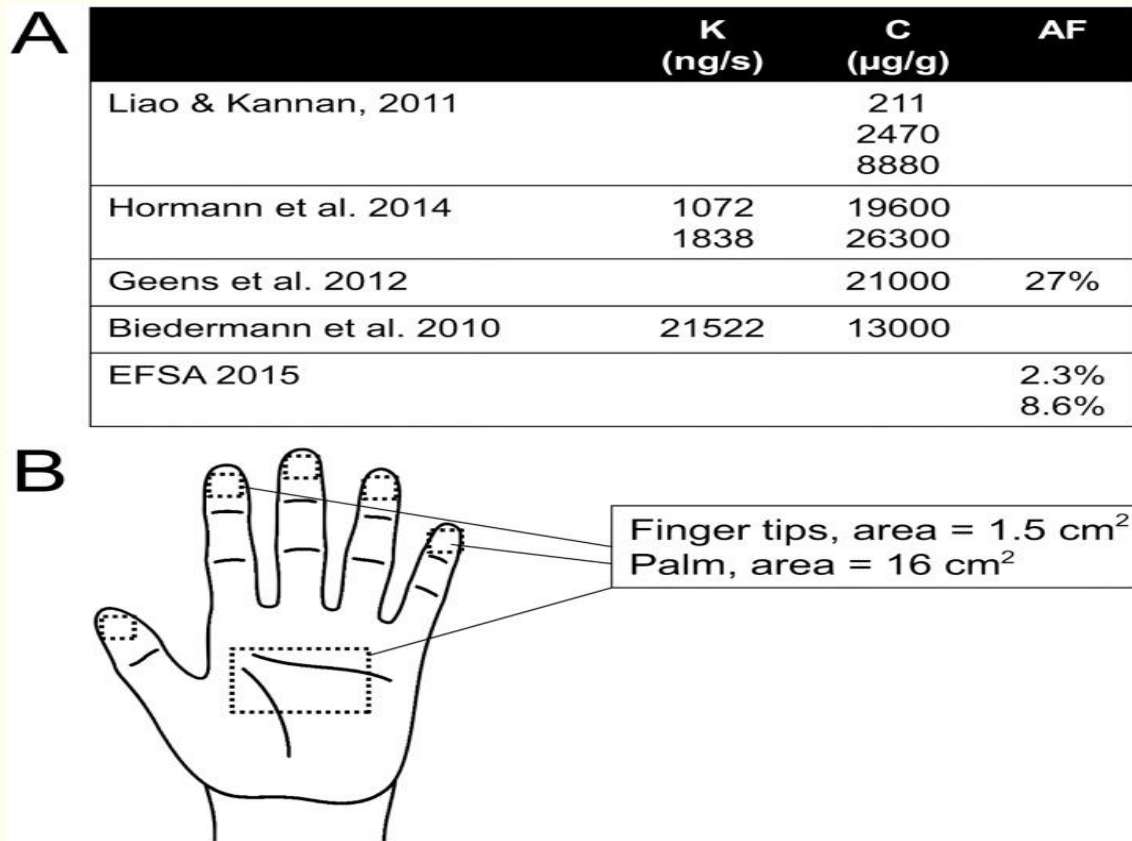 A
K C AF
(ng/s) (µg/g)
Liao & Kannan, 2011 211
2470
8880
Hormann et al. 2014 1072 19600
1838 26300
Geens et al. 2012 21000 27%
Biedermann et al. 2010 21522 13000
EFSA 2015 2.3%
8.6%
B
Finger tips, area = 1.5 cm²
Palm, area = 16 cm²